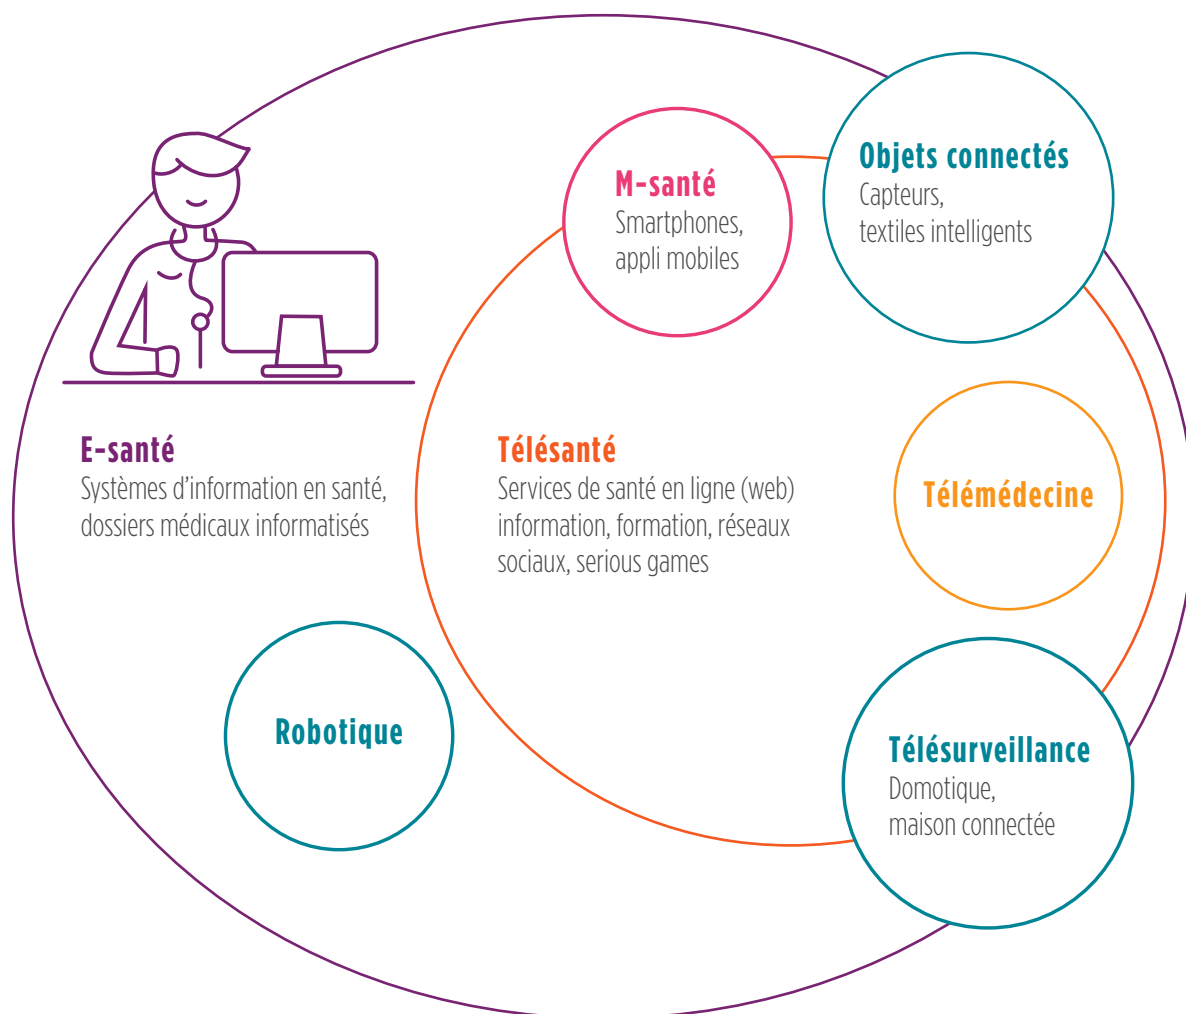 M-santé
Smartphones,
appli mobiles
Objets connectés
Capteurs,
textiles intelligents
E-santé
Systèmes d’information en santé,
dossiers médicaux informatisés
Télésanté
Services de santé en ligne (web)
information, formation, réseaux
sociaux, serious games
Télémédecine
Robotique
Télésurveillance
Domotique,
maison connectée